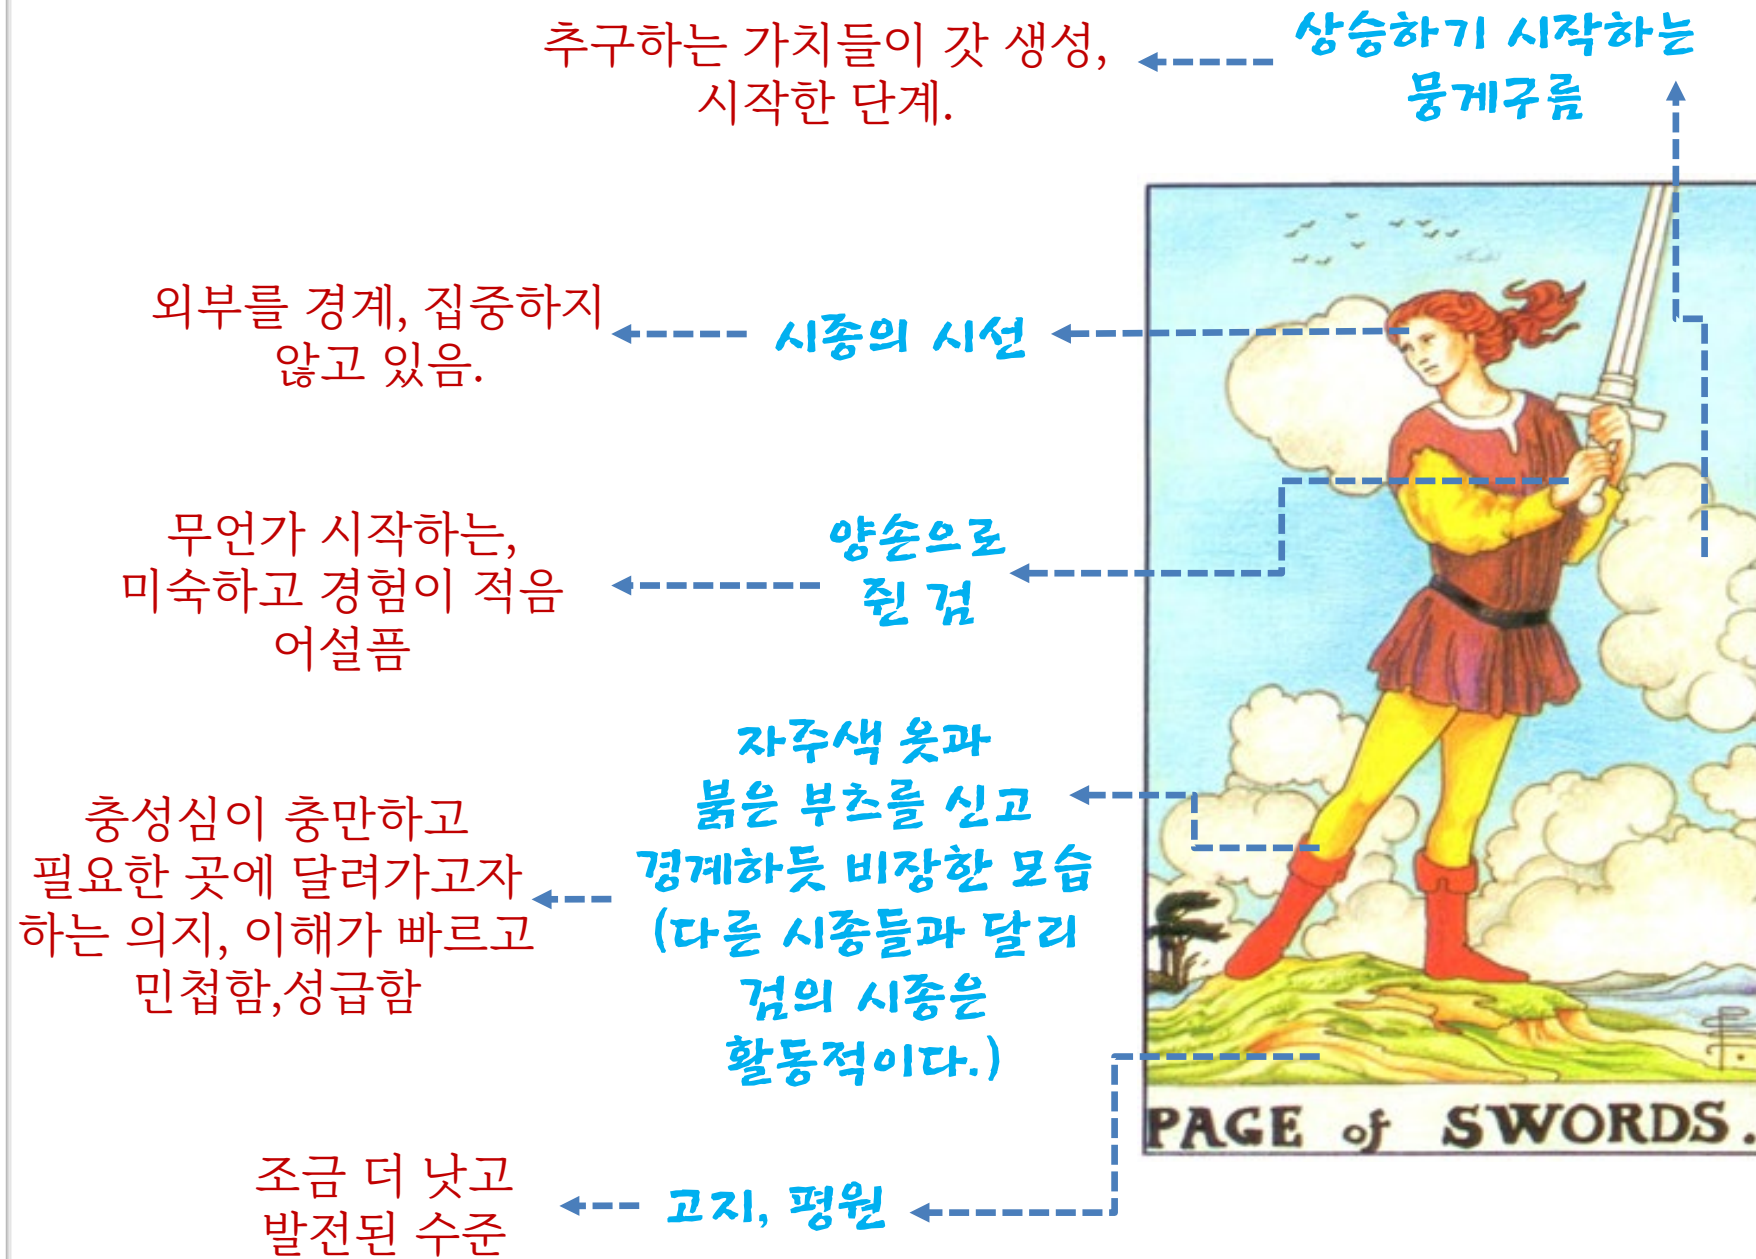 추구하는 가치들이 갓 생성,
시작한 단계.
상승하기 시작하는
뭉게구름
외부를 경계, 집중하지
않고 있음.
시종의 시선
무언가 시작하는,
미숙하고 경험이 적음
어설픔
양손으로
쥔 검
충성심이 충만하고
필요한 곳에 달려가고자
하는 의지, 이해가 빠르고
민첩함,성급함
자주색 옷과
붉은 부츠를 신고
경계하듯 비장한 모습
(다른 시종들과 달리
검의 시종은
활동적이다.)
조금 더 낫고
발전된 수준
고지, 평원
PAGE of SWORDS.